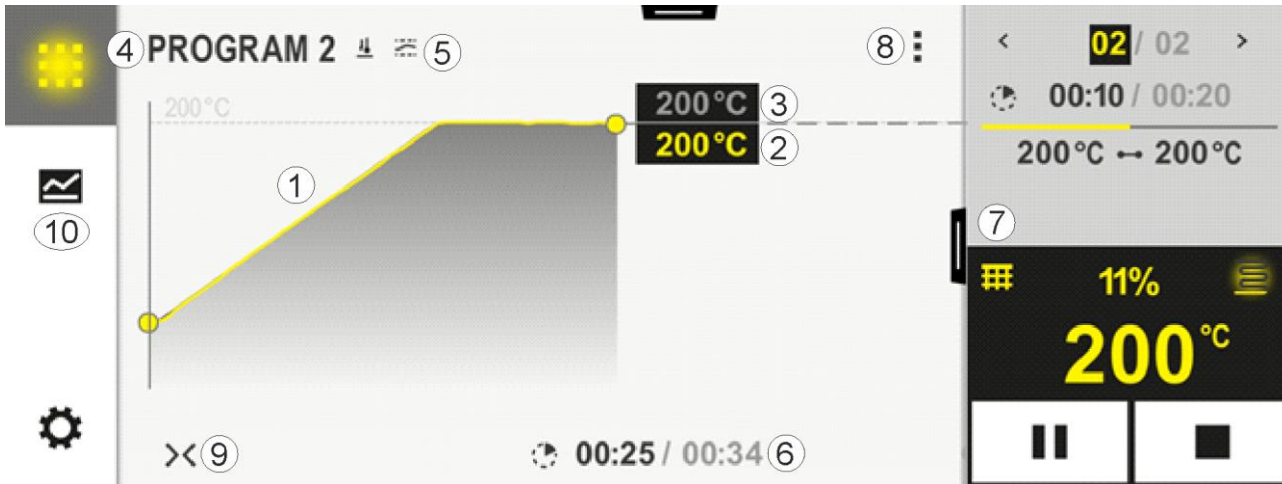 ④ PROGRAM 2 ⑤
⑧
200°C
①
200°C ③
200°C ②
⑩
⑨
00:25 / 00:34 ⑥
< 02 / 02 >
00:10 / 00:20
200°C 200°C
⑦
11%
200°C